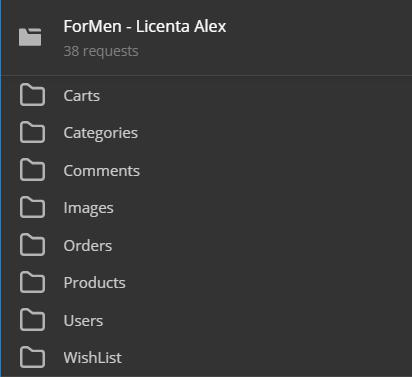 ForMen - Licenta Alex
38 requests
Carts
Categories
Comments
Images
Orders
Products
Users
WishList